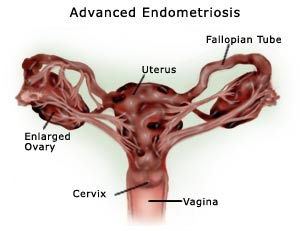 Advanced Endometriosis
Fallopian Tube
Uterus
Enlarged
Ovary
Cervix
Vagina